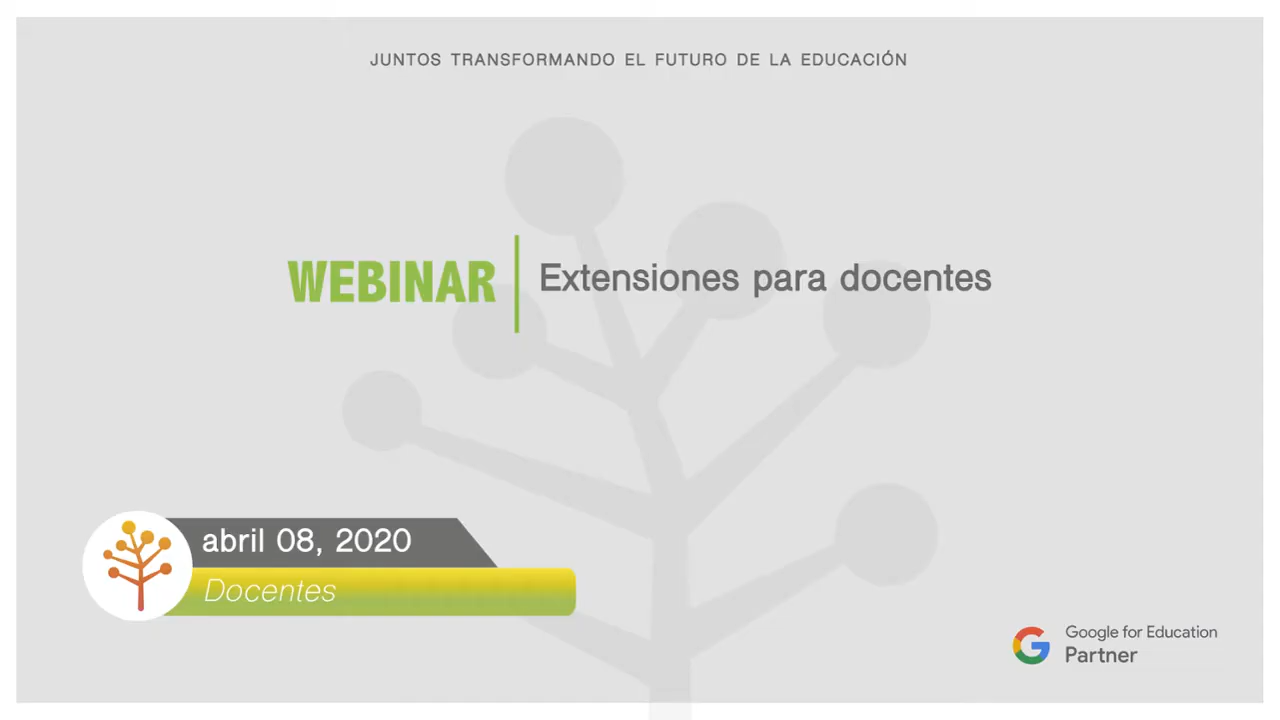 JUNTOS TRANSFORMANDO EL FUTURO DE LA EDUCACIÓN
WEBINAR
Extensiones para docentes
abril 08, 2020
Docentes
Google for Education
Partner